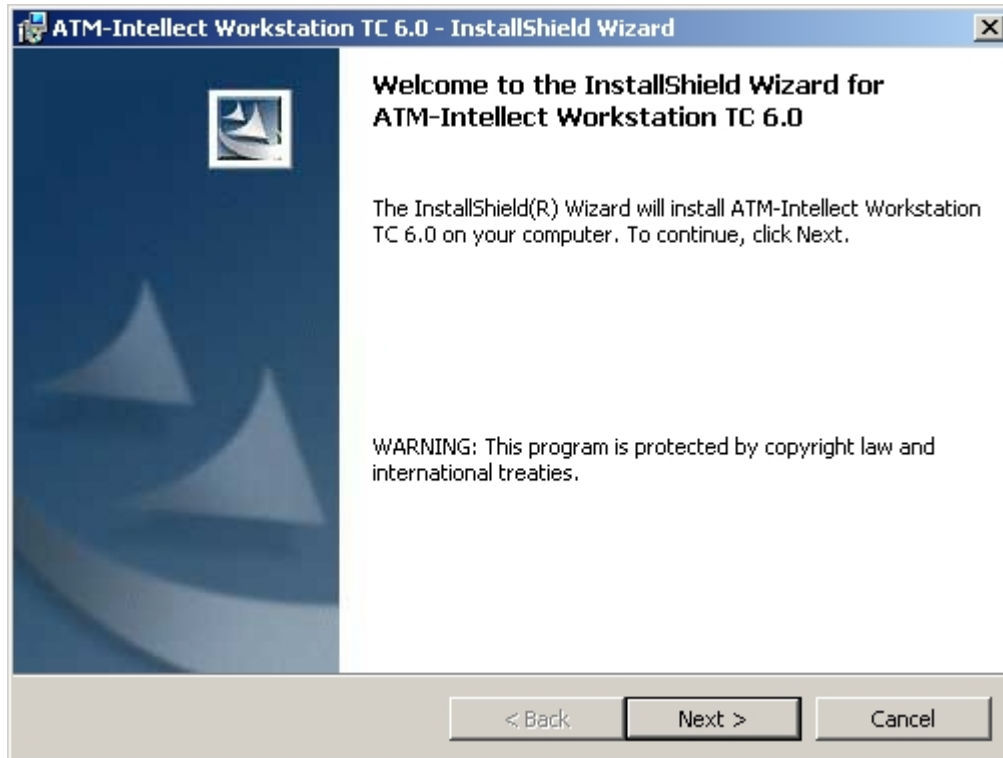 ATM-Intellect Workstation TC 6.0 - InstallShield Wizard
Welcome to the InstallShield Wizard for
ATM-Intellect Workstation TC 6.0
The InstallShield(R) Wizard will install ATM-Intellect Workstation
TC 6.0 on your computer. To continue, click Next.
WARNING: This program is protected by copyright law and
international treaties.
< Back
Next >
Cancel